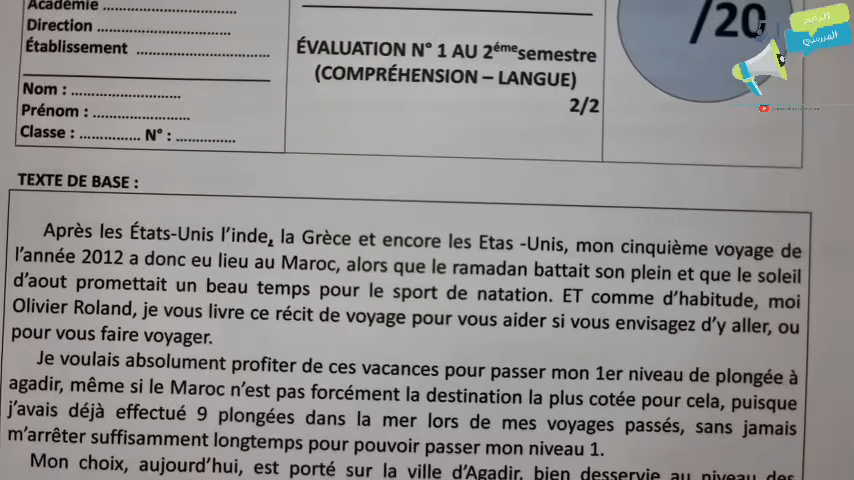 Académie
Direction
Établissement
Nom :
Prénom :
Classe : N° :
ÉVALUATION N° 1 AU 2éme semestre
(COMPRÉHENSION – LANGUE)
2/2
/20
TEXTE DE BASE :
Après les États-Unis l'inde, la Grèce et encore les Etas -Unis, mon cinquième voyage de
l'année 2012 a donc eu lieu au Maroc, alors que le ramadan battait son plein et que le soleil
d'aout promettait un beau temps pour le sport de natation. ET comme d'habitude, moi
Olivier Roland, je vous livre ce récit de voyage pour vous aider si vous envisagez d'y aller, ou
pour vous faire voyager.
Je voulais absolument profiter de ces vacances pour passer mon 1er niveau de plongée à
agadir, même si le Maroc n'est pas forcément la destination la plus cotée pour cela, puisque
j'avais déjà effectué 9 plongées dans la mer lors de mes voyages passés, sans jamais
m'arrêter suffisamment longtemps pour pouvoir passer mon niveau 1.
Mon choix, aujourd'hui, est porté sur la ville d'Agadir, bien desservie au niveau des